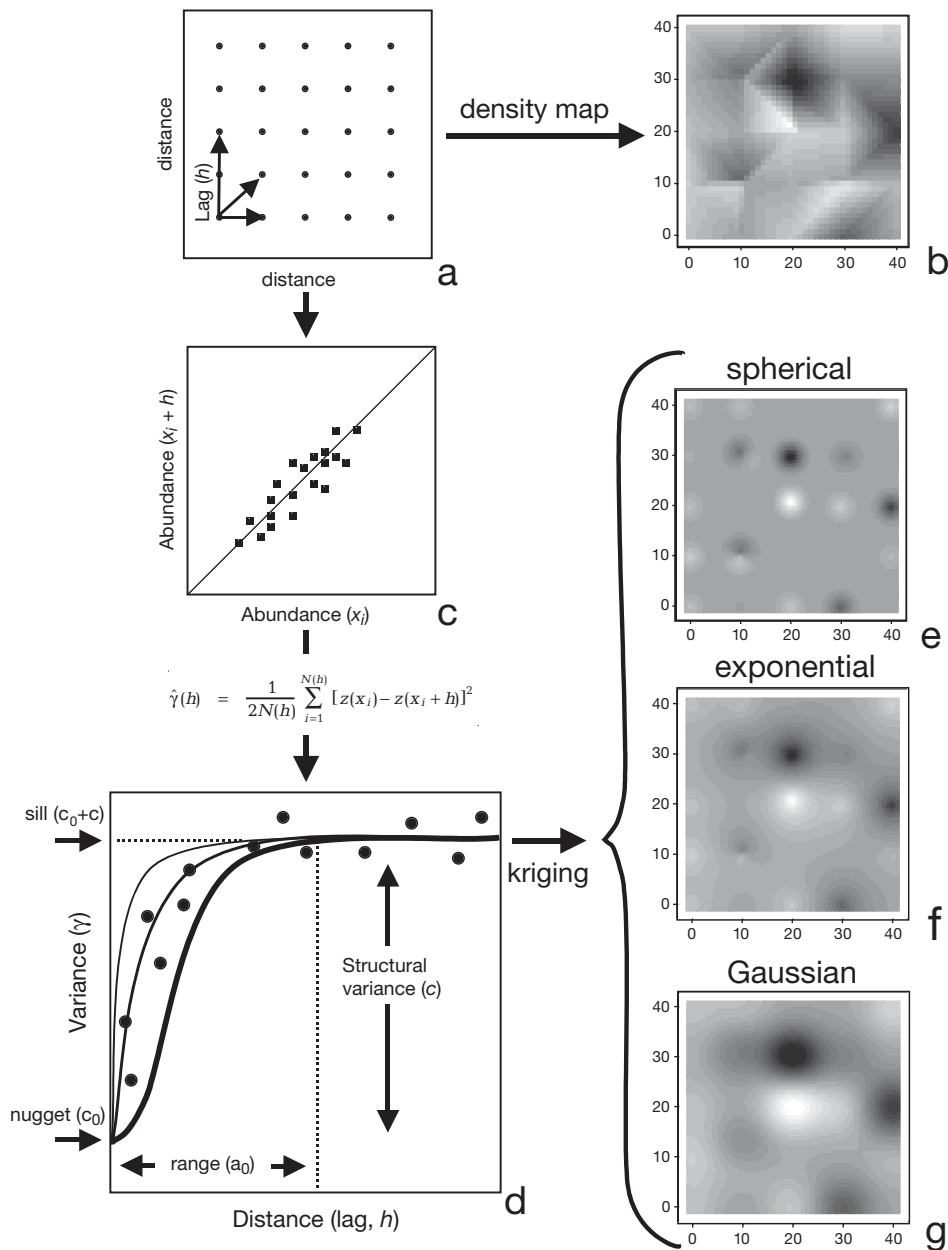 distance
Lag (h)
distance
a
density map
40
30
20
10
0
0 10 20 30 40
b
Abundance (xᵢ + h)
Abundance (xᵢ)
c
γ̂(h) = 1/2N(h) ∑ᵢ₌₁ᴺ⁽ʰ⁾ [z(xᵢ)–z(xᵢ+h)]²
sill (c₀+c)
Variance (γ)
nugget (c₀)
Structural
variance (c)
range (a₀)
Distance (lag, h)
d
kriging
spherical
40
30
20
10
0
0 10 20 30 40
e
exponential
40
30
20
10
0
0 10 20 30 40
f
Gaussian
40
30
20
10
0
0 10 20 30 40
g